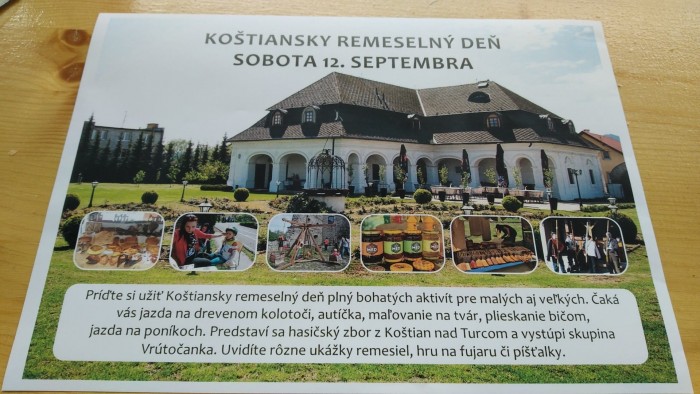 KOŠTIANSKY REMESELNÝ DEŇ
SOBOTA 12. SEPTEMBRA
Príďte si užiť Koštiansky remeselný deň plný bohatých aktivít pre malých aj veľkých. Čaká
vás jazda na drevenom kolotoči, autíčka, maľovanie na tvár, plieskanie bičom,
jazda na poníkoch. Predstaví sa hasičský zbor z Koštian nad Turcom a vystúpi skupina
Vrútočanka. Uvidíte rôzne ukážky remesiel, hru na fujaru či píšťalky.